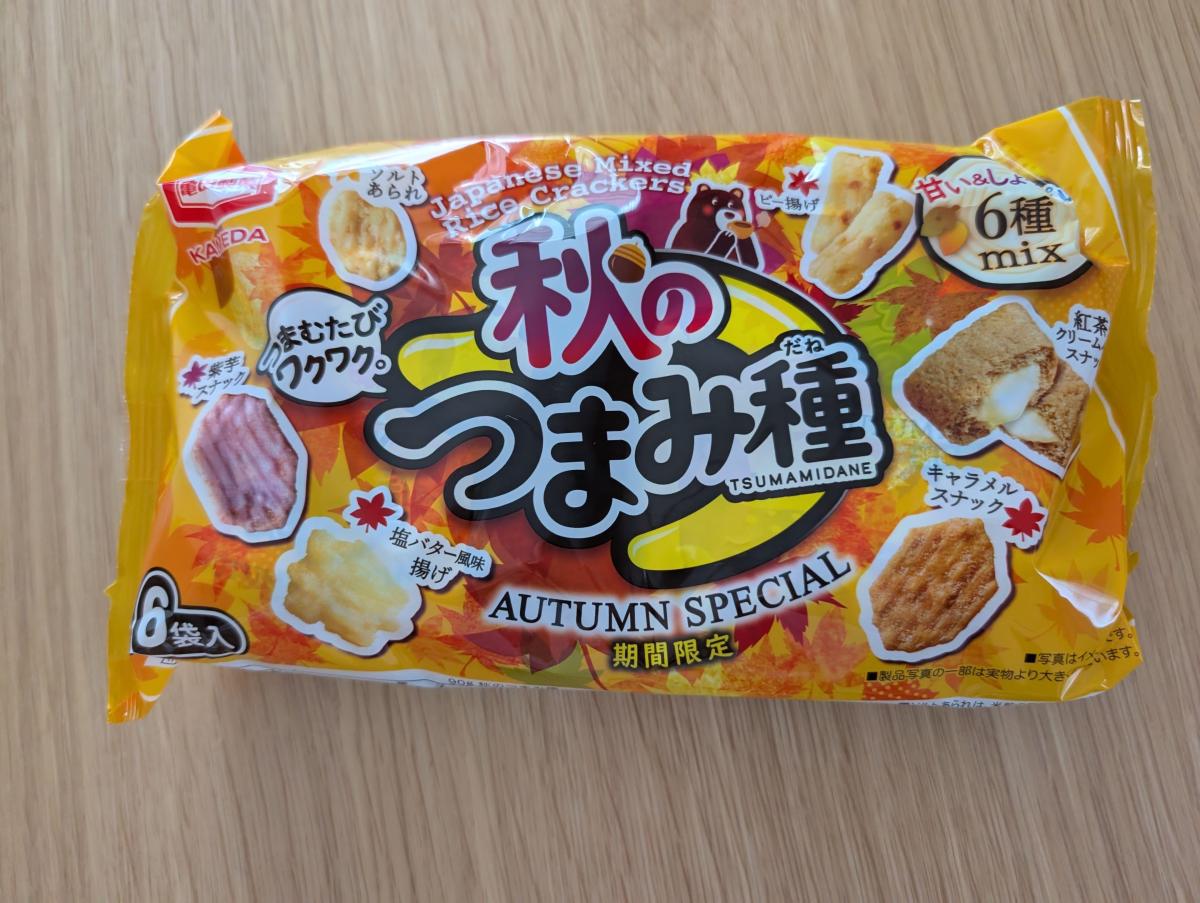 KAMEDA
ソルト
あられ
Japanese Mixed
Rice Crackers
ピー揚げ
甘い&しょ
6種
mix
秋の
つまみ種
だね
TSUMAMIDANE
つまむたび
ワクワク。
紫芋
スナック
紅茶
クリーム
スナック
キャラメル
スナック
塩バター風味
揚げ
AUTUMN SPECIAL
期間限定
6袋入
■写真はイメ
■製品写真の一部は実物より大き
います。
90g